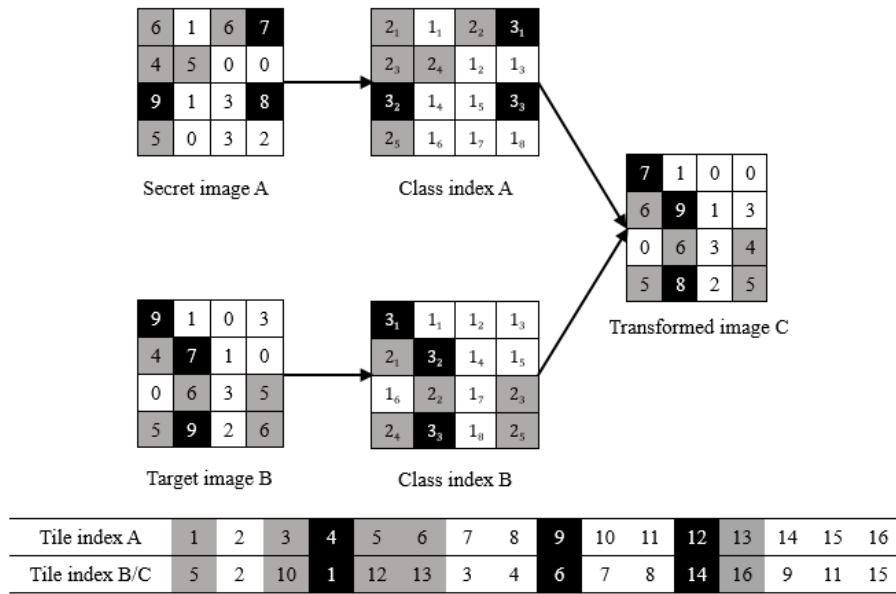 6 1 6 7
4 5 0 0
9 1 3 8
5 0 3 2
Secret image A
2₁ 1₁ 2₂ 3₁
2₃ 2₄ 1₂ 1₃
3₂ 1₄ 1₅ 3₃
2₅ 1₆ 1₇ 1₈
Class index A
9 1 0 3
4 7 1 0
0 6 3 5
5 9 2 6
Target image B
3₁ 1₁ 1₂ 1₃
2₁ 3₂ 1₄ 1₅
1₆ 2₂ 1₇ 2₃
2₄ 3₃ 1₈ 2₅
Class index B
7 1 0 0
6 9 1 3
0 6 3 4
5 8 2 5
Transformed image C
Tile index A 1 2 3 4 5 6 7 8 9 10 11 12 13 14 15 16
Tile index B/C 5 2 10 1 12 13 3 4 6 7 8 14 16 9 11 15